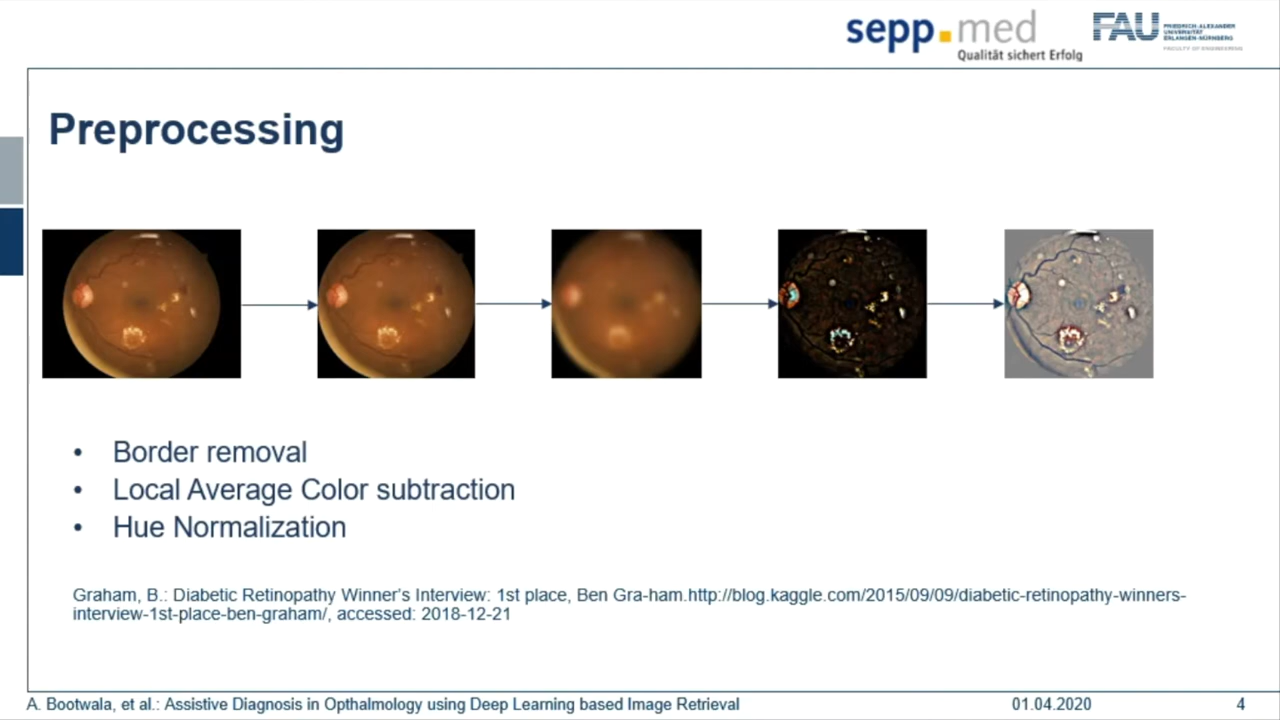 sepp.med
Qualität sichert Erfolg
FAU
FRIEDRICH-ALEXANDER
UNIVERSITÄT
ERLANGEN-NÜRNBERG
FACULTY OF ENGINEERING
Preprocessing
• Border removal
• Local Average Color subtraction
• Hue Normalization
Graham, B.: Diabetic Retinopathy Winner's Interview: 1st place, Ben Gra-ham.http://blog.kaggle.com/2015/09/09/diabetic-retinopathy-winners-
interview-1st-place-ben-graham/, accessed: 2018-12-21
A. Bootwala, et al.: Assistive Diagnosis in Opthalmology using Deep Learning based Image Retrieval
01.04.2020
4